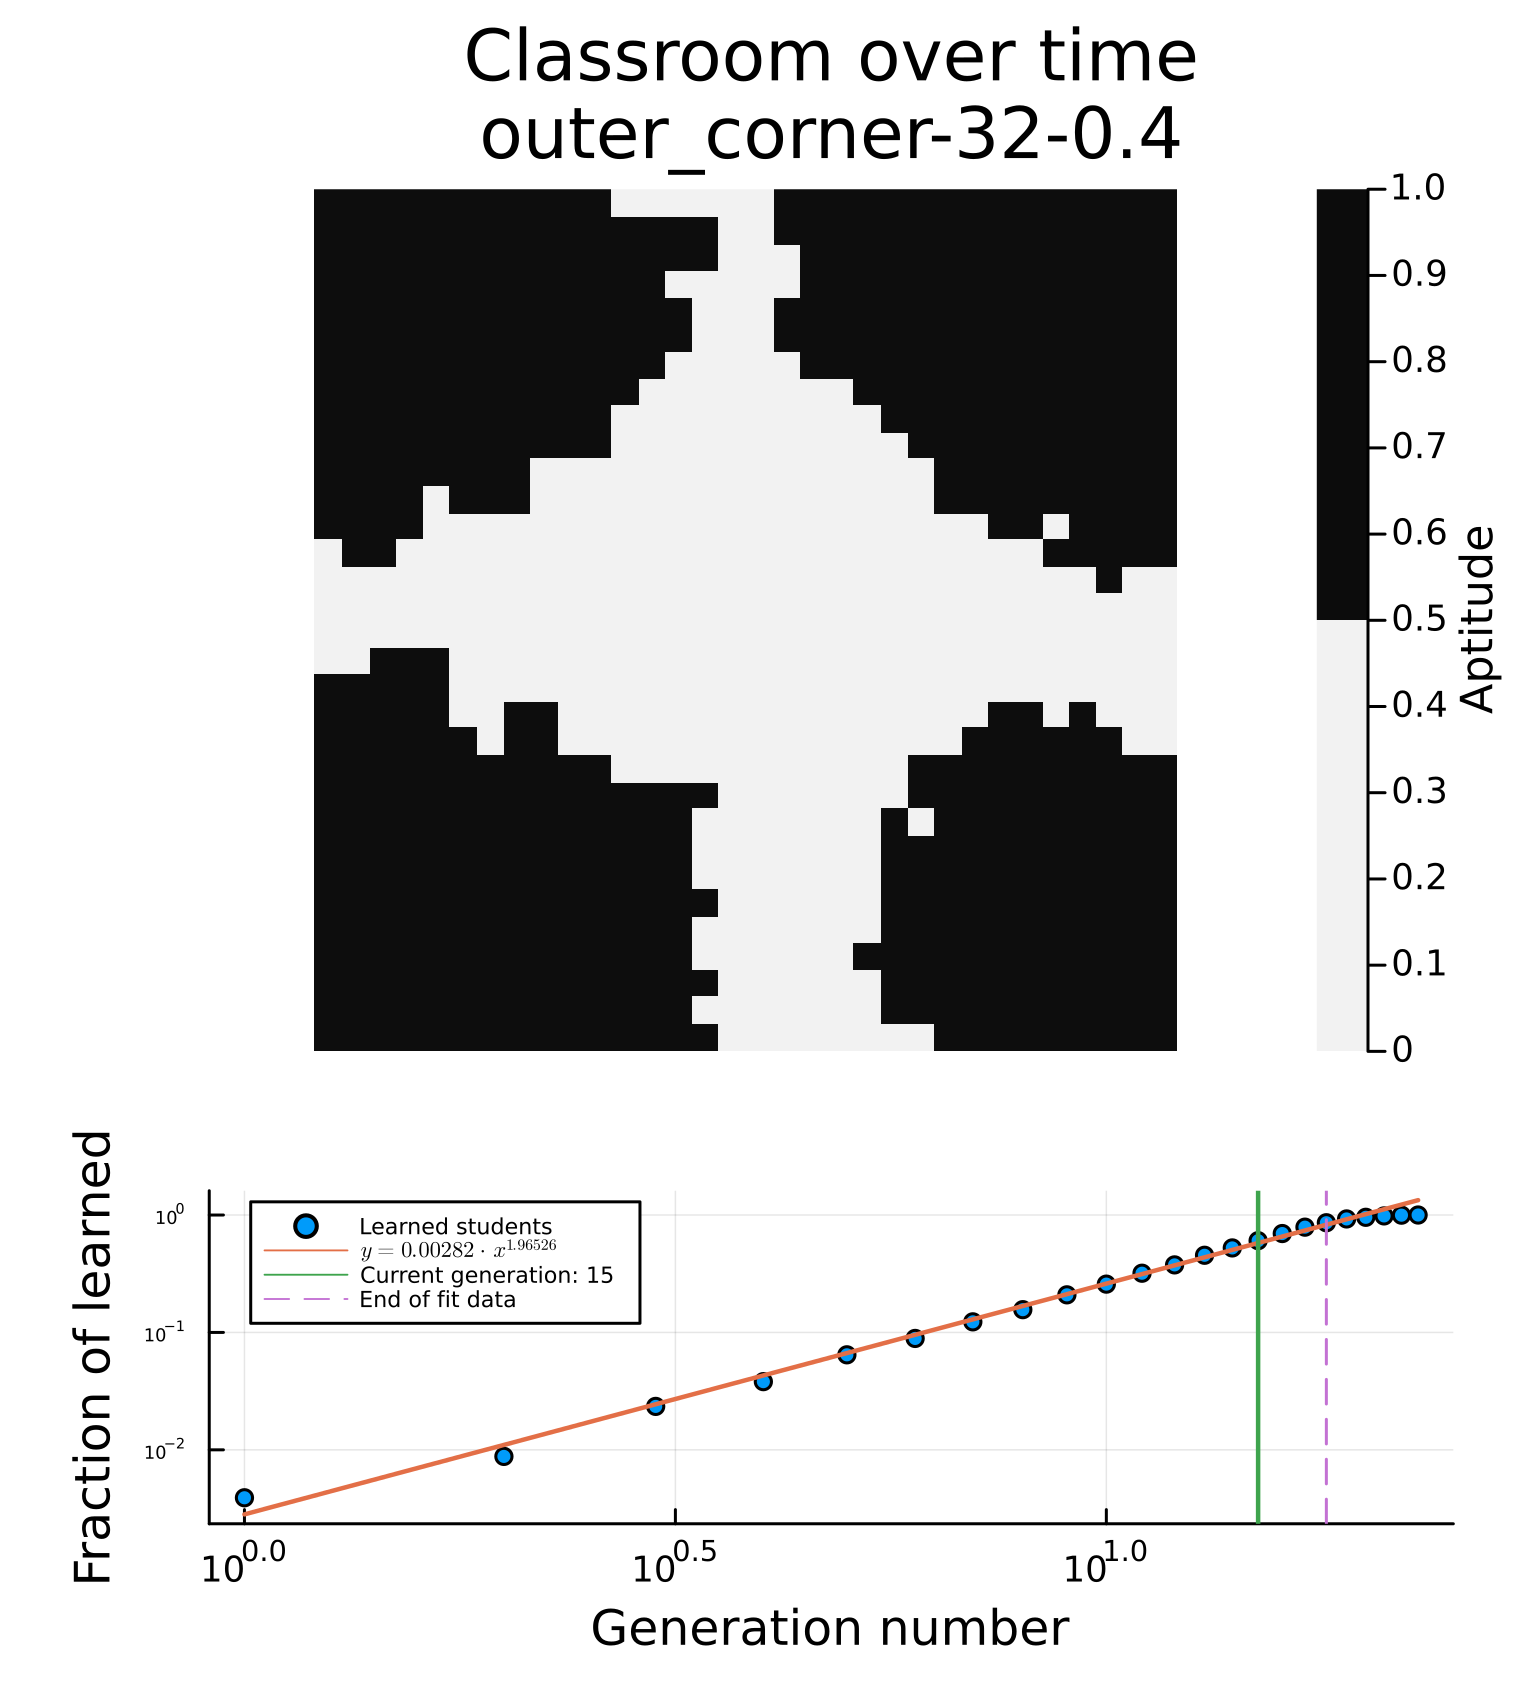 Classroom over time
outer_corner-32-0.4
1.0
0.9
0.8
0.7
0.6
0.5
0.4
0.3
0.2
0.1
0
Aptitude
Fraction of learned
10⁰
10⁻¹
10⁻²
Learned students
y = 0.00282 · x^1.96526
Current generation: 15
End of fit data
10^0.0
10^0.5
10^1.0
Generation number